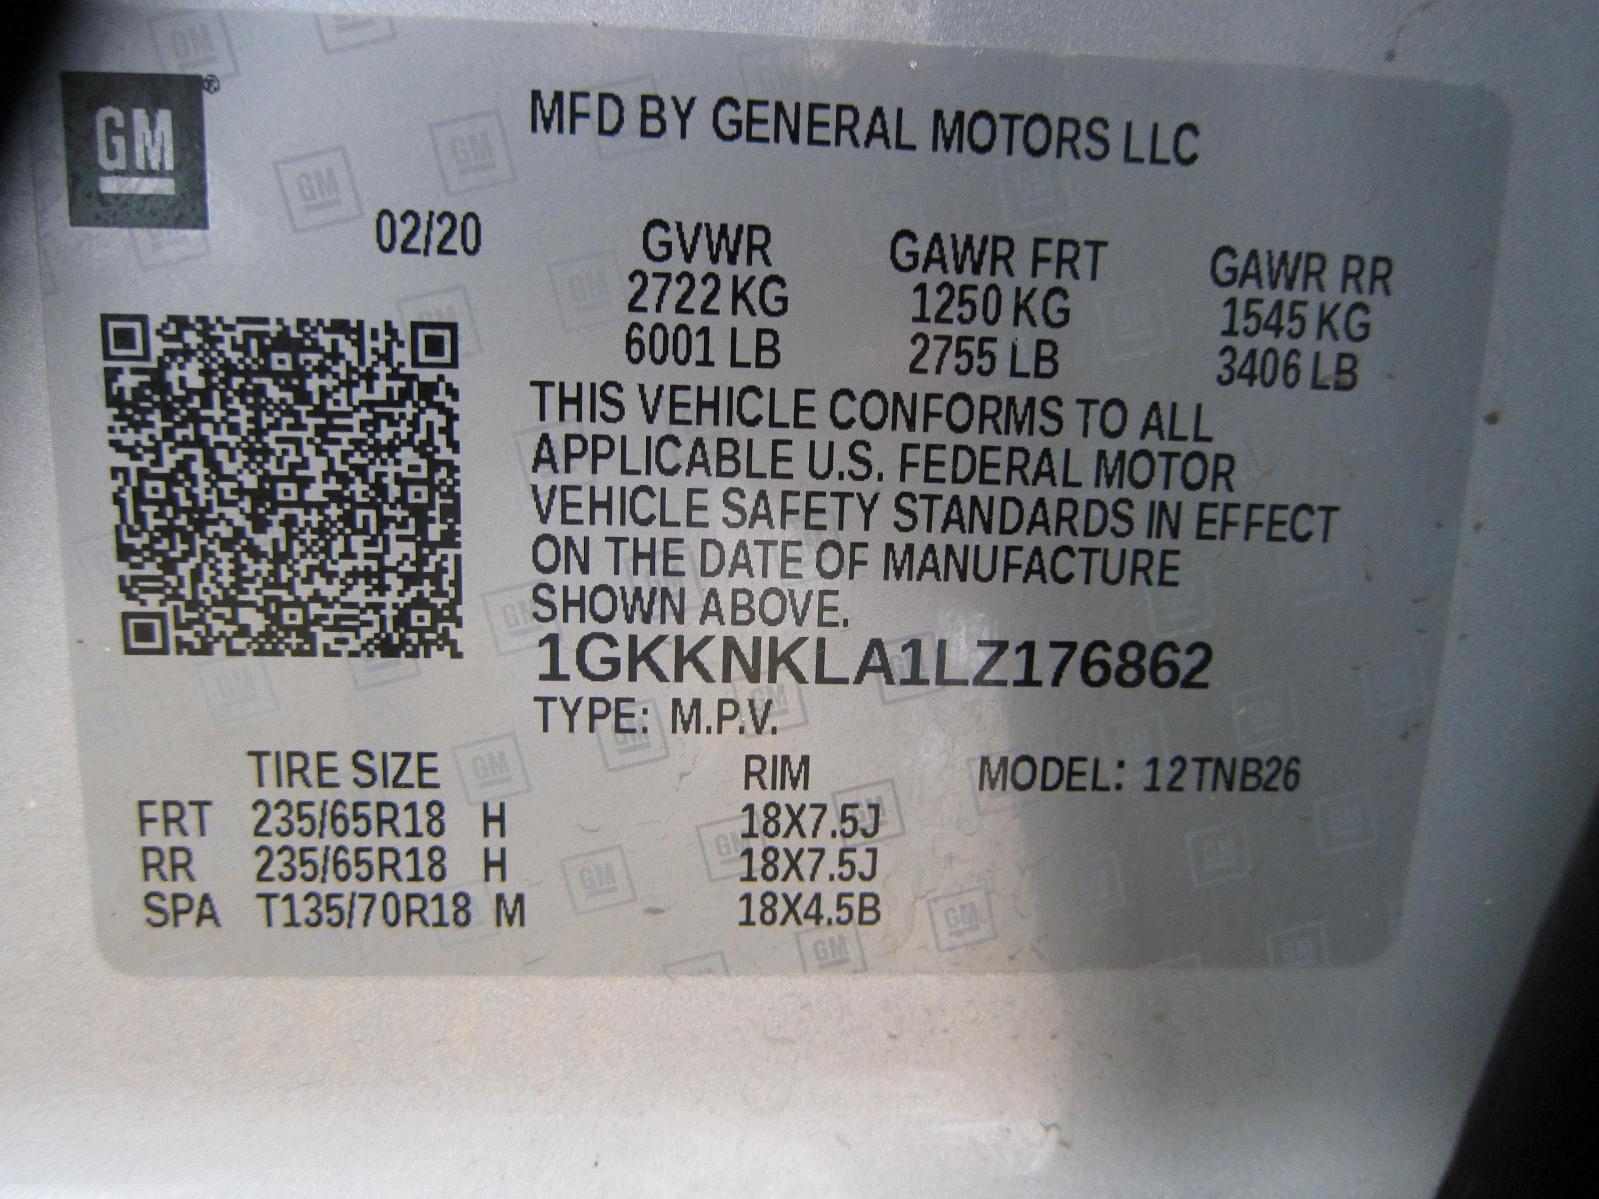 GM®
MFD BY GENERAL MOTORS LLC
02/20 GVWR GAWR FRT GAWR RR
2722 KG 1250 KG 1545 KG
6001 LB 2755 LB 3406 LB
THIS VEHICLE CONFORMS TO ALL
APPLICABLE U.S. FEDERAL MOTOR
VEHICLE SAFETY STANDARDS IN EFFECT
ON THE DATE OF MANUFACTURE
SHOWN ABOVE.
1GKKNKLA1LZ176862
TYPE: M.P.V.
TIRE SIZE RIM MODEL: 12TNB26
FRT 235/65R18 H 18X7.5J
RR 235/65R18 H 18X7.5J
SPA T135/70R18 M 18X4.5B